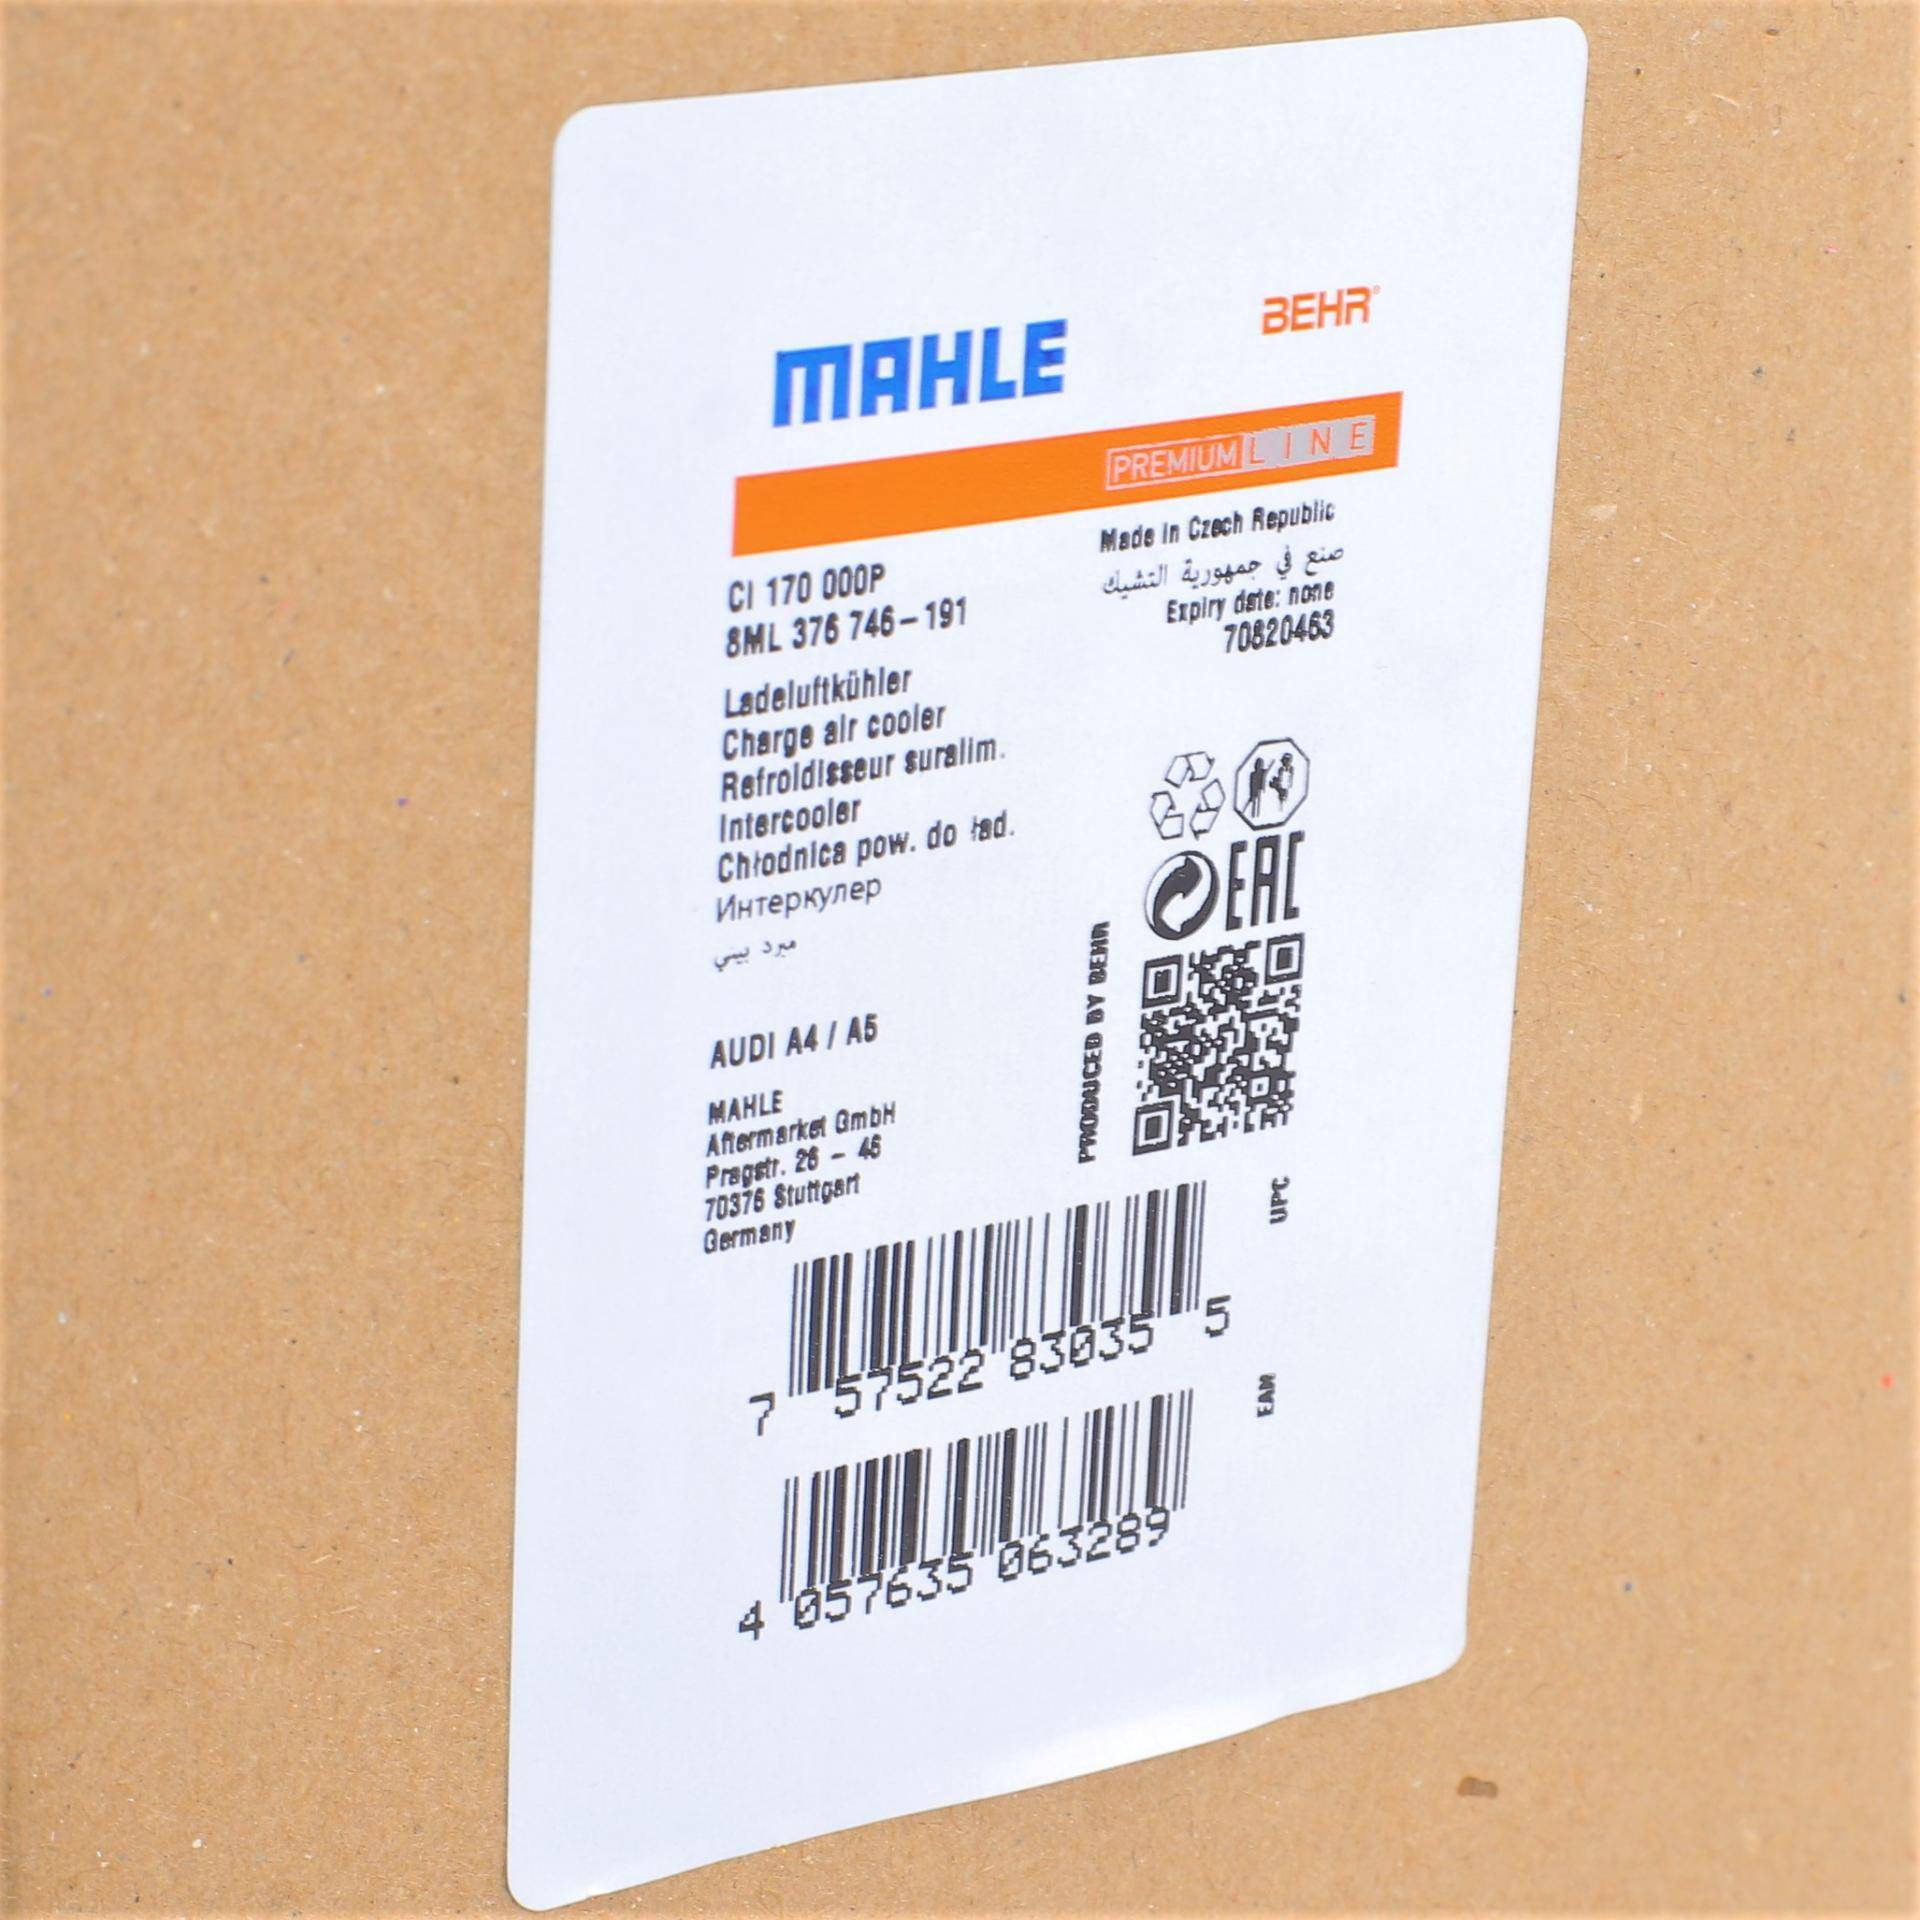 MAHLE
BEHR®
PREMIUM LINE
CI 170 000P
8ML 376 746-191
Made in Czech Republic
صنع في جمهورية التشيك
Expiry date: none
70820463
Ladeluftkühler
Charge air cooler
Refroidisseur suralim.
Intercooler
Chłodnica pow. do ład.
Интеркулер
مبرد بيني
EAC
PRODUCED BY BEHR
AUDI A4 / A5
MAHLE
Aftermarket GmbH
Pragstr. 26 - 46
70376 Stuttgart
Germany
UPC
7 57522 83035 5
EAN
4 057635 063289